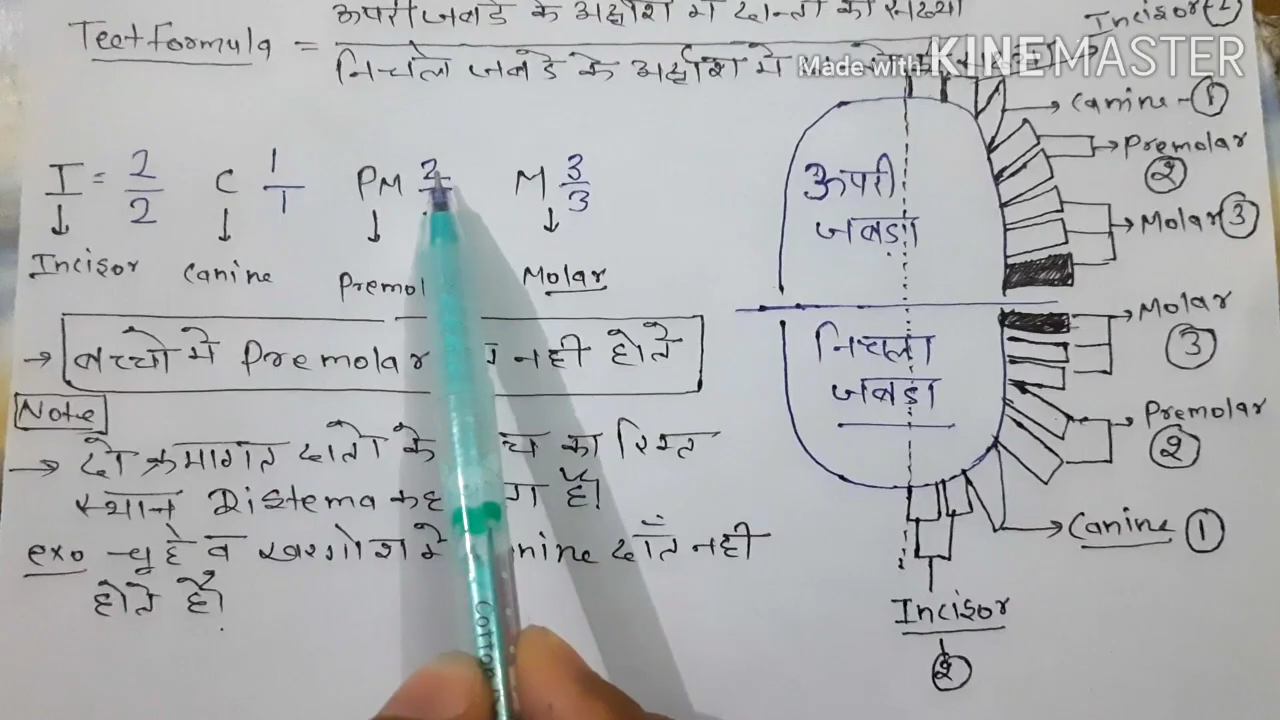 Teet formula = ऊपरी जबडे के अर्द्धांश में दान्तो की संख्या
निचले जबडे के अर्द्धांश में
Made with KINEMASTER
Incisor 2
Canine - 1
Premolar 2
Molar 3
ऊपरी जबडा
I = 2/2 C 1/1 PM 2 M 3/3
Incisor Canine Premol Molar
निचला जबडा
Molar 3
Premolar 2
Canine 1
Incisor
2
→ बच्चो मे Premolar नही होते
Note
→ दो क्रमागत दातो के का रिक्त
स्थान Distema है।
exo चूहे व खरगोश मे nine दाँत नही
होते हैं।